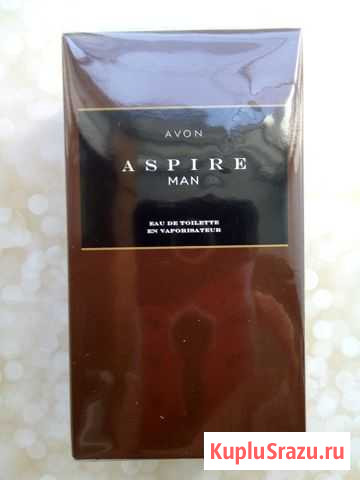 AVON
ASPIRE
MAN
EAU DE TOILETTE
EN VAPORISATEUR
KupluSrazu.ru